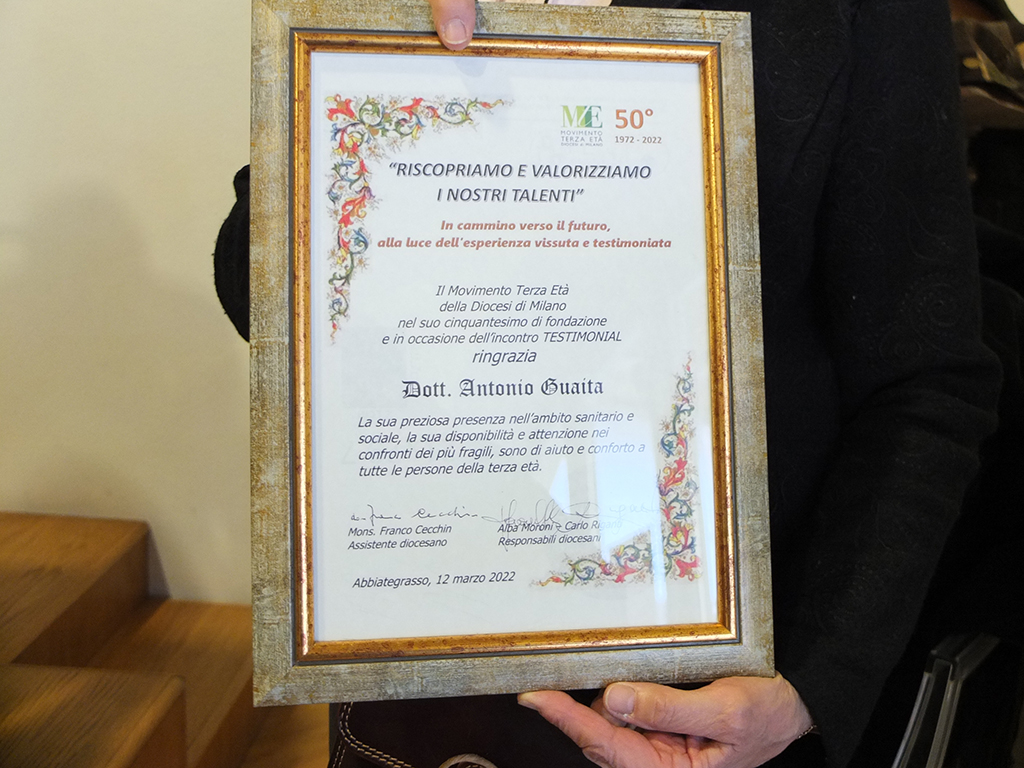 MTE 50°
MOVIMENTO
TERZA ETÀ
DIOCESI DI MILANO
1972 - 2022
“RISCOPRIAMO E VALORIZZIAMO
I NOSTRI TALENTI”
In cammino verso il futuro,
alla luce dell'esperienza vissuta e testimoniata
Il Movimento Terza Età
della Diocesi di Milano
nel suo cinquantesimo di fondazione
e in occasione dell'incontro TESTIMONIAL
ringrazia
Dott. Antonio Guaita
La sua preziosa presenza nell'ambito sanitario e
sociale, la sua disponibilità e attenzione nei
confronti dei più fragili, sono di aiuto e conforto a
tutte le persone della terza età.
Mons. Franco Cecchin
Assistente diocesano
Alba Moroni - Carlo
Responsabili diocesani
Abbiategrasso, 12 marzo 2022